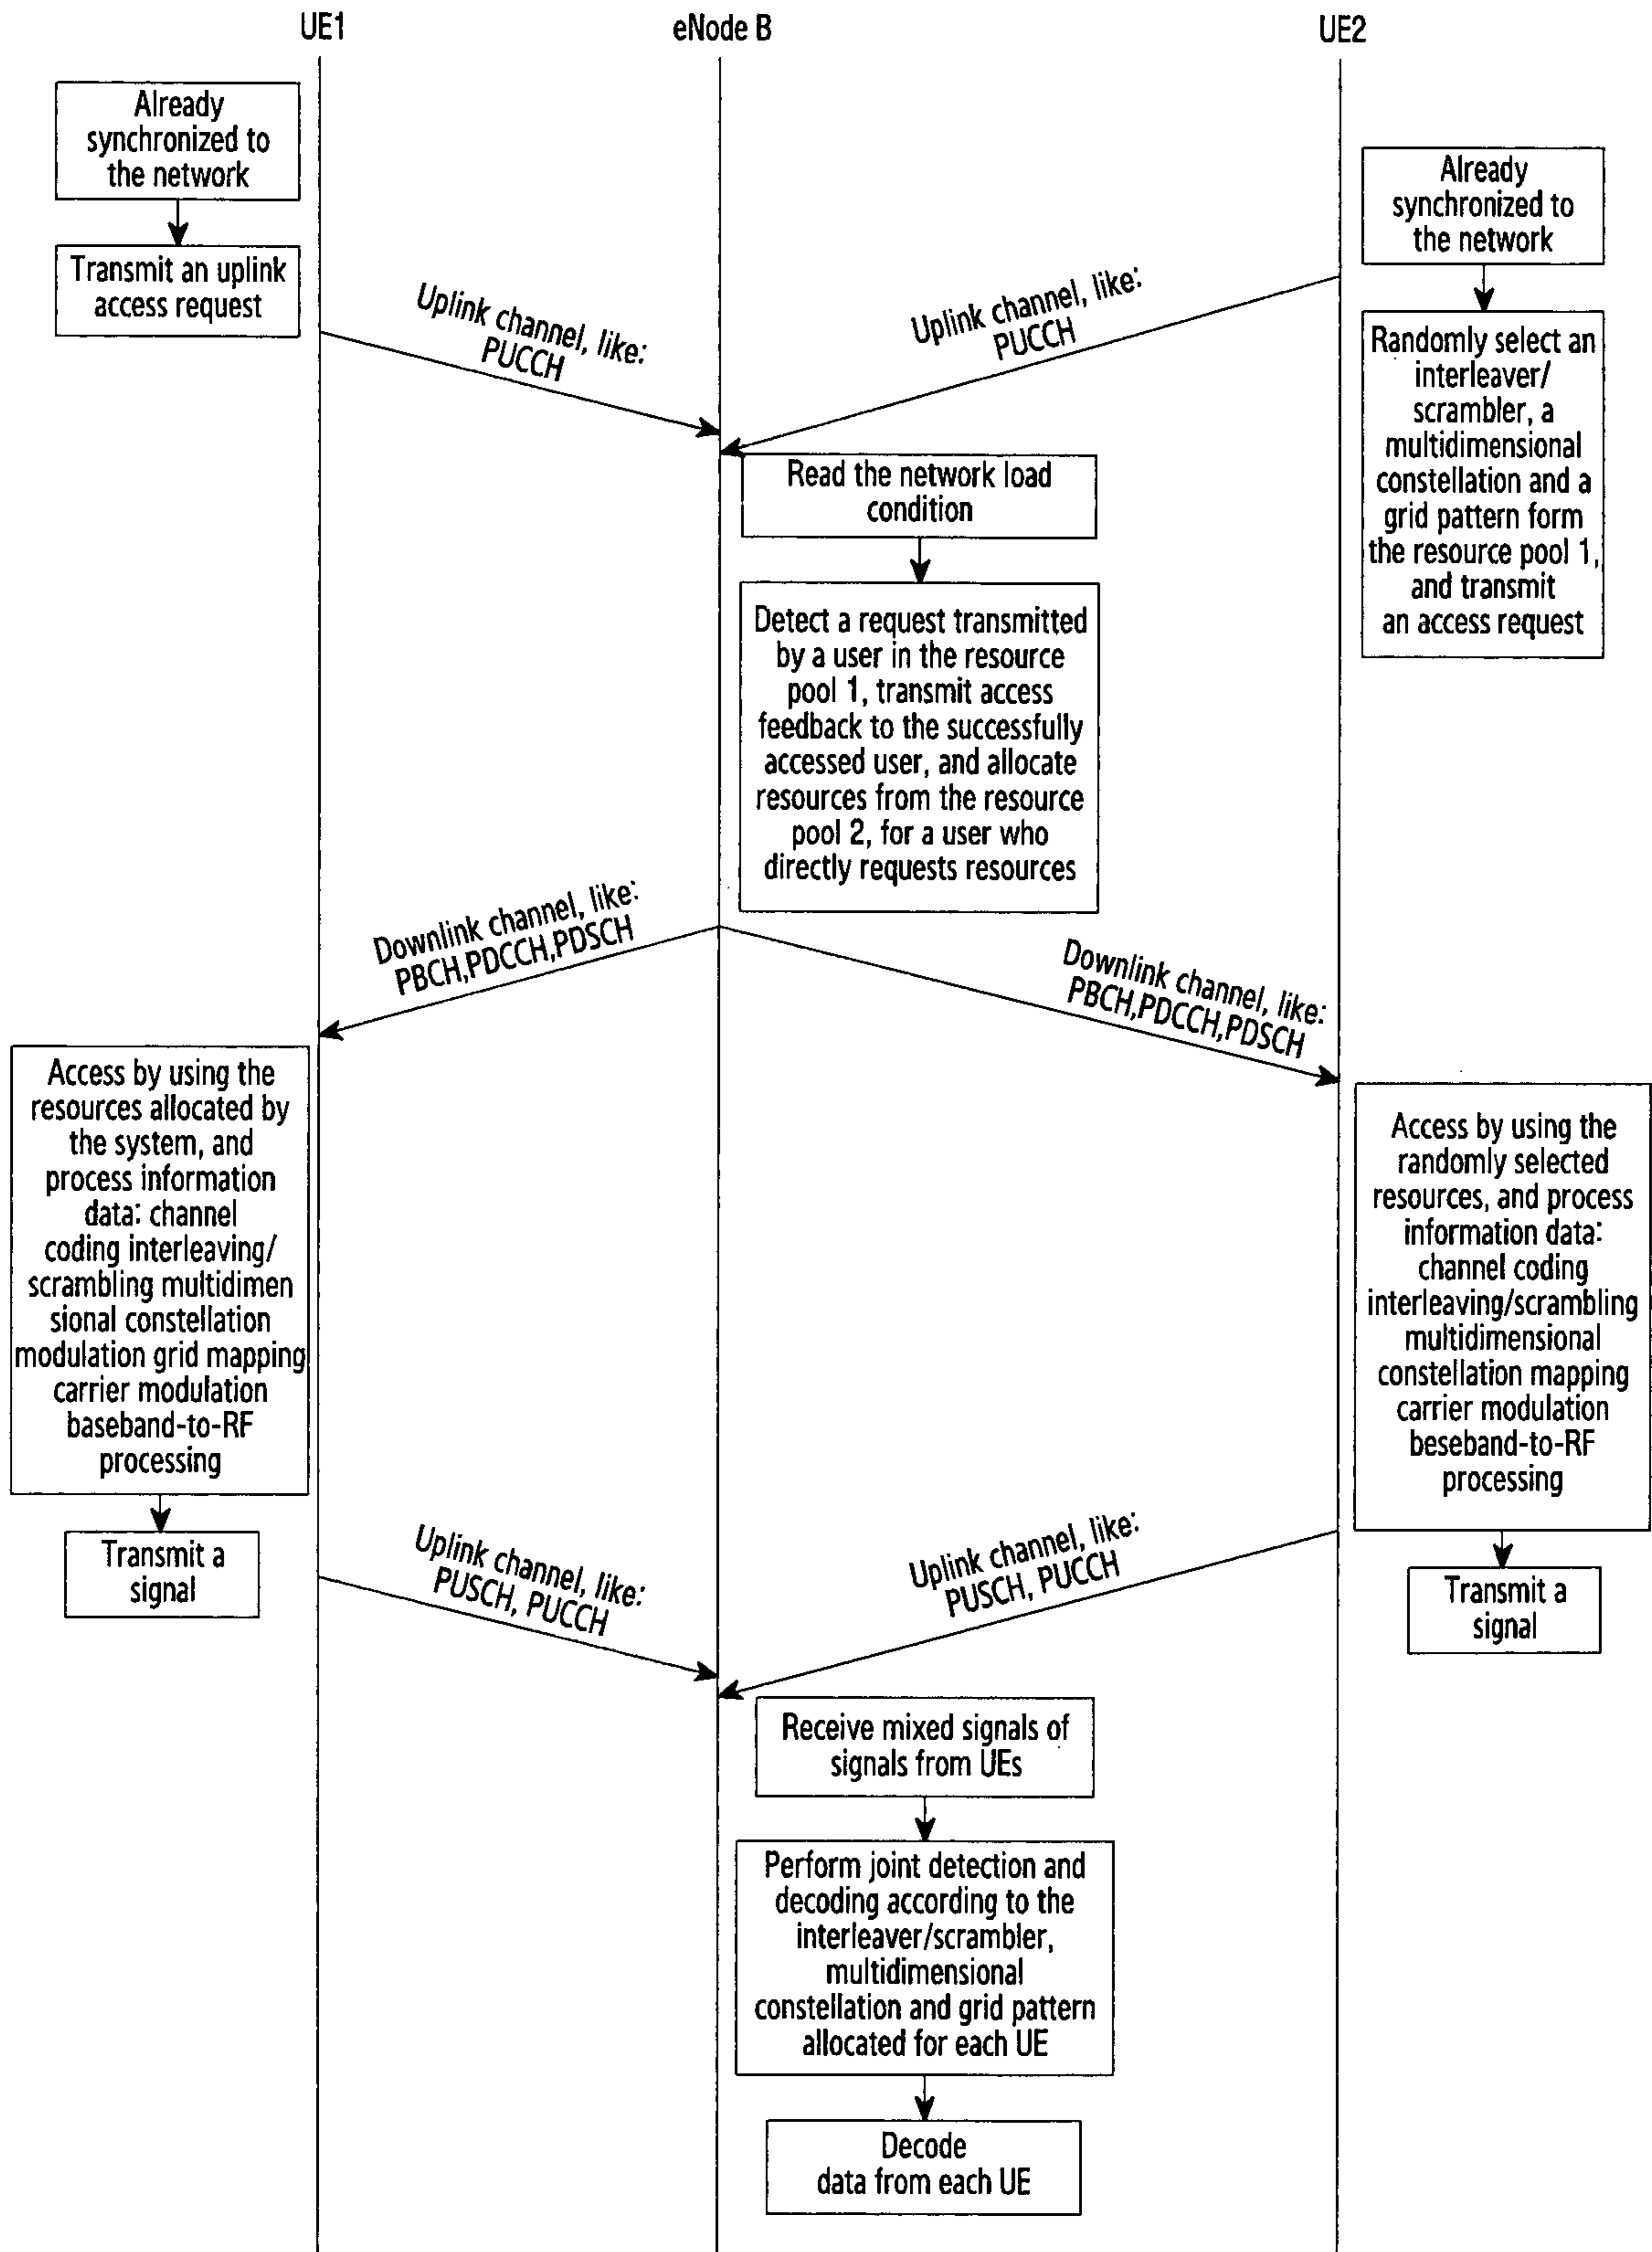 UE1
eNode B
UE2
Already
synchronized to
the network
Transmit an uplink
access request
Already
synchronized to
the network
Randomly select an
interleaver/
scrambler, a
multidimensional
constellation and a
grid pattern form
the resource pool 1,
and transmit
an access request
Uplink channel, like:
PUCCH
Uplink channel, like:
PUCCH
Read the network load
condition
Detect a request transmitted
by a user in the resource
pool 1, transmit access
feedback to the successfully
accessed user, and allocate
resources from the resource
pool 2, for a user who
directly requests resources
Downlink channel, like:
PBCH,PDCCH,PDSCH
Downlink channel, like:
PBCH,PDCCH,PDSCH
Access by using the
resources allocated by
the system, and
process information
data: channel
coding interleaving/
scrambling multidimen
sional constellation
modulation grid mapping
carrier modulation
baseband-to-RF
processing
Transmit a
signal
Access by using the
randomly selected
resources, and process
information data:
channel coding
interleaving/scrambling
multidimensional
constellation mapping
carrier modulation
beseband-to-RF
processing
Transmit a
signal
Uplink channel, like:
PUSCH, PUCCH
Uplink channel, like:
PUSCH, PUCCH
Receive mixed signals of
signals from UEs
Perform joint detection and
decoding according to the
interleaver/scrambler,
multidimensional
constellation and grid pattern
allocated for each UE
Decode
data from each UE